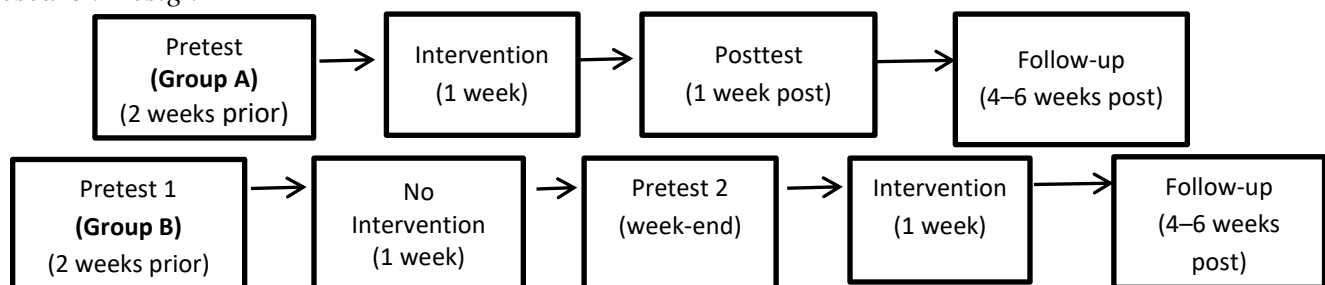 Pretest
(Group A)
(2 weeks prior)
Intervention
(1 week)
Posttest
(1 week post)
Follow-up
(4–6 weeks post)
Pretest 1
(Group B)
(2 weeks prior)
No
Intervention
(1 week)
Pretest 2
(week-end)
Intervention
(1 week)
Follow-up
(4–6 weeks
post)